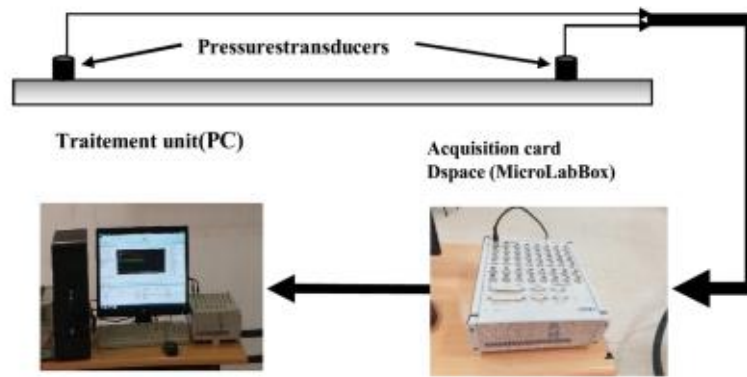 Pressurestransducers
Traitement unit(PC)
Acquisition card
Dspace (MicroLabBox)